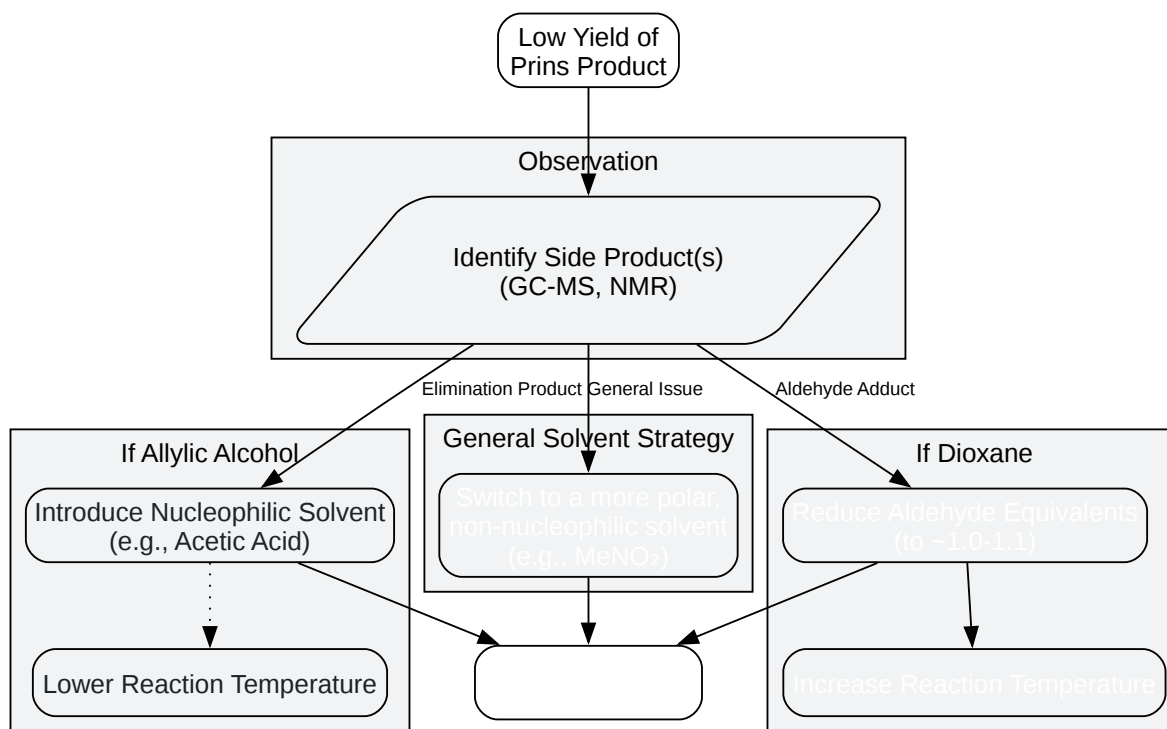 Low Yield of
Prins Product
Observation
Identify Side Product(s)
(GC-MS, NMR)
Elimination Product
General Issue
Aldehyde Adduct
If Allylic Alcohol
General Solvent Strategy
If Dioxane
Introduce Nucleophilic Solvent
(e.g., Acetic Acid)
Switch to a more polar,
non-nucleophilic solvent
(e.g., MeNO₂)
Reduce Aldehyde Equivalents
(to ~1.0-1.1)
Lower Reaction Temperature
Increase Reaction Temperature